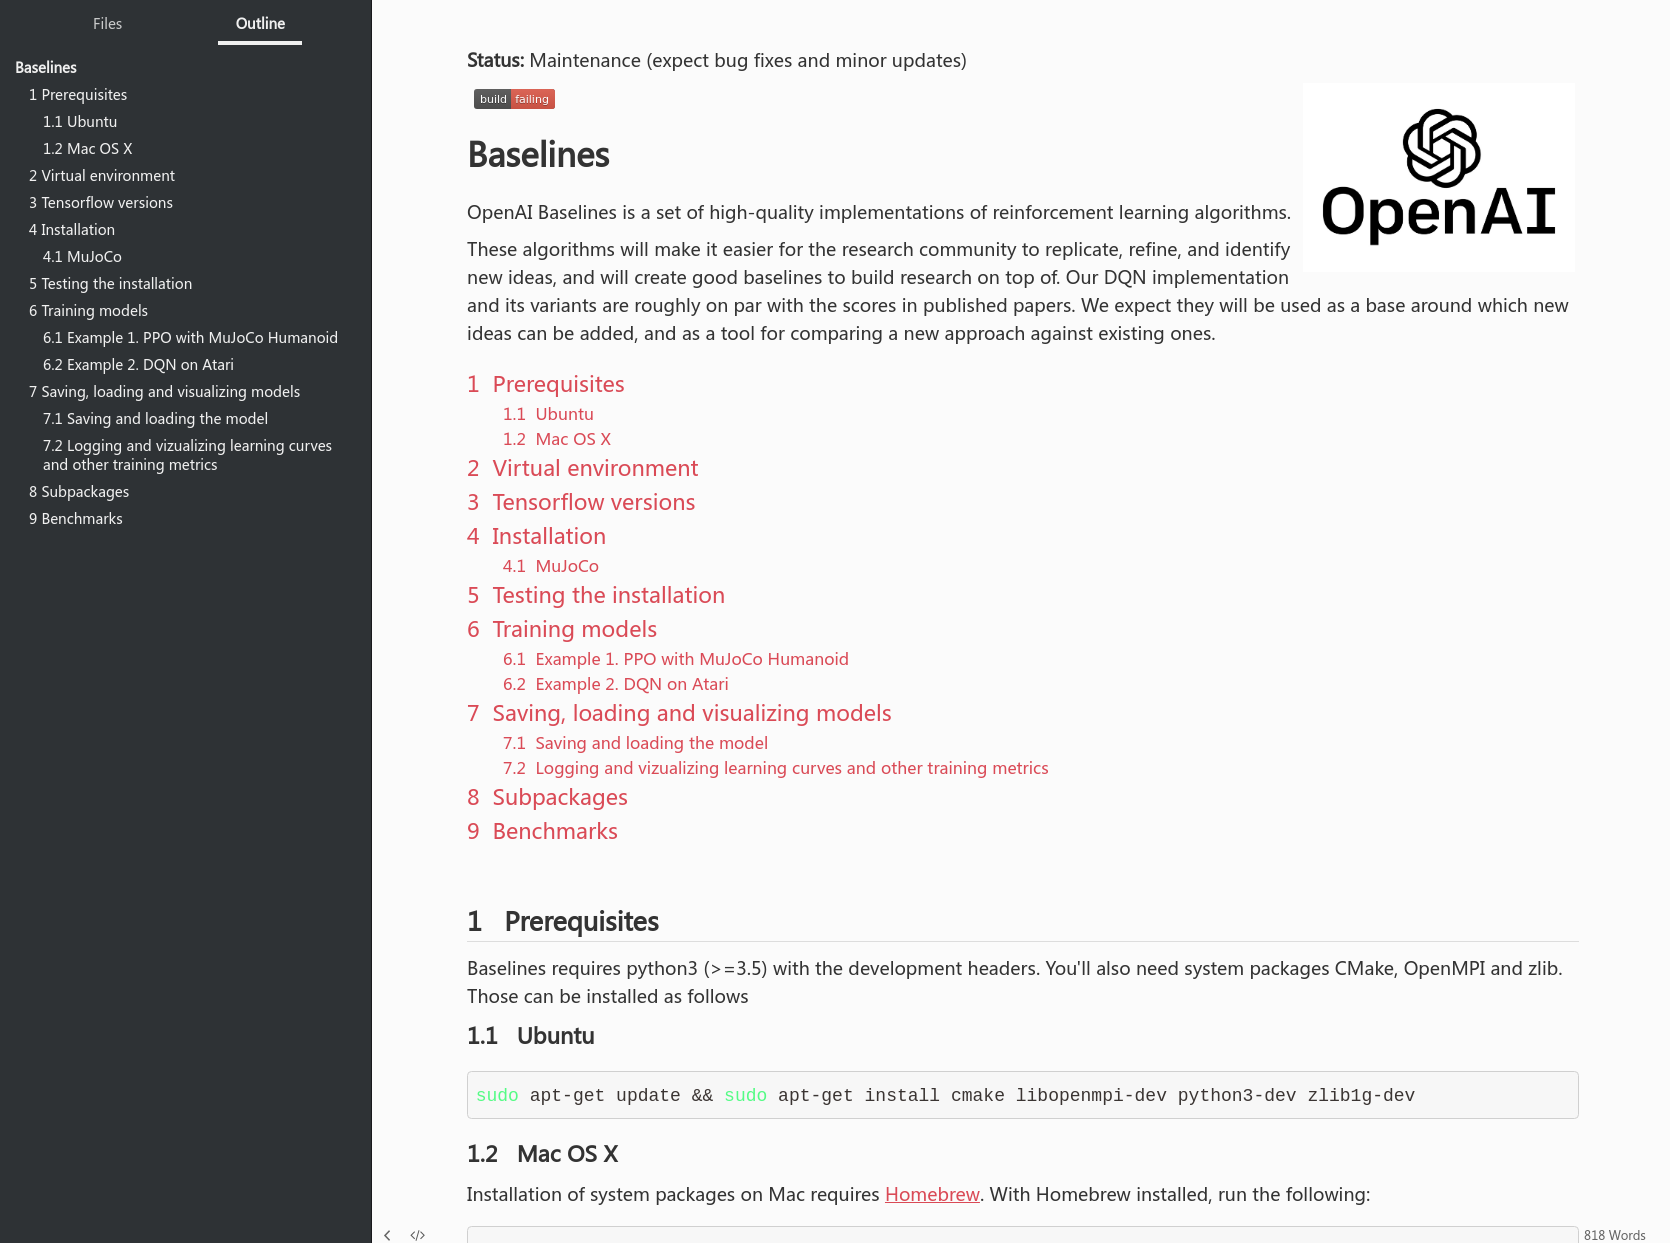 Files
Outline
Baselines
1 Prerequisites
1.1 Ubuntu
1.2 Mac OS X
2 Virtual environment
3 Tensorflow versions
4 Installation
4.1 MuJoCo
5 Testing the installation
6 Training models
6.1 Example 1. PPO with MuJoCo Humanoid
6.2 Example 2. DQN on Atari
7 Saving, loading and visualizing models
7.1 Saving and loading the model
7.2 Logging and vizualizing learning curves
and other training metrics
8 Subpackages
9 Benchmarks
Status: Maintenance (expect bug fixes and minor updates)
build failing
OpenAI
Baselines
OpenAI Baselines is a set of high-quality implementations of reinforcement learning algorithms.
These algorithms will make it easier for the research community to replicate, refine, and identify
new ideas, and will create good baselines to build research on top of. Our DQN implementation
and its variants are roughly on par with the scores in published papers. We expect they will be used as a base around which new
ideas can be added, and as a tool for comparing a new approach against existing ones.
1 Prerequisites
1.1 Ubuntu
1.2 Mac OS X
2 Virtual environment
3 Tensorflow versions
4 Installation
4.1 MuJoCo
5 Testing the installation
6 Training models
6.1 Example 1. PPO with MuJoCo Humanoid
6.2 Example 2. DQN on Atari
7 Saving, loading and visualizing models
7.1 Saving and loading the model
7.2 Logging and vizualizing learning curves and other training metrics
8 Subpackages
9 Benchmarks
1 Prerequisites
Baselines requires python3 (>=3.5) with the development headers. You'll also need system packages CMake, OpenMPI and zlib.
Those can be installed as follows
1.1 Ubuntu
sudo apt-get update && sudo apt-get install cmake libopenmpi-dev python3-dev zlib1g-dev
1.2 Mac OS X
Installation of system packages on Mac requires Homebrew. With Homebrew installed, run the following:
818 Words